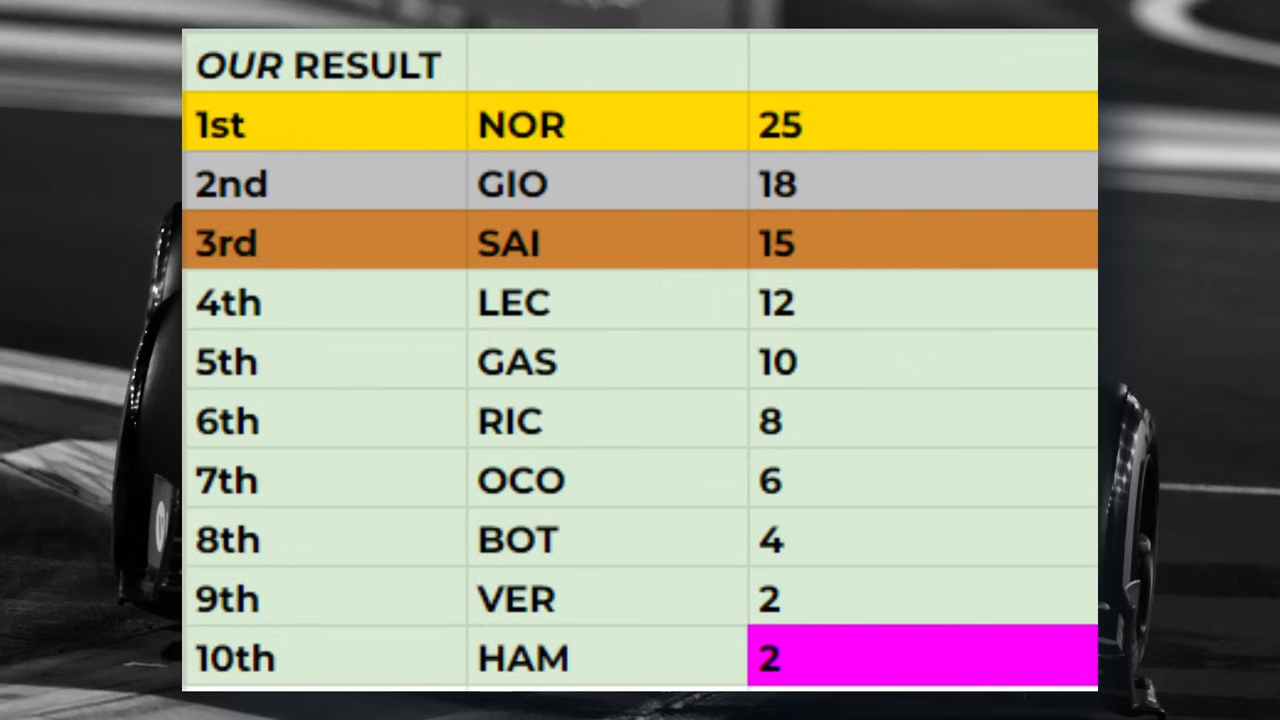 OUR RESULT
1st NOR 25
2nd GIO 18
3rd SAI 15
4th LEC 12
5th GAS 10
6th RIC 8
7th OCO 6
8th BOT 4
9th VER 2
10th HAM 2